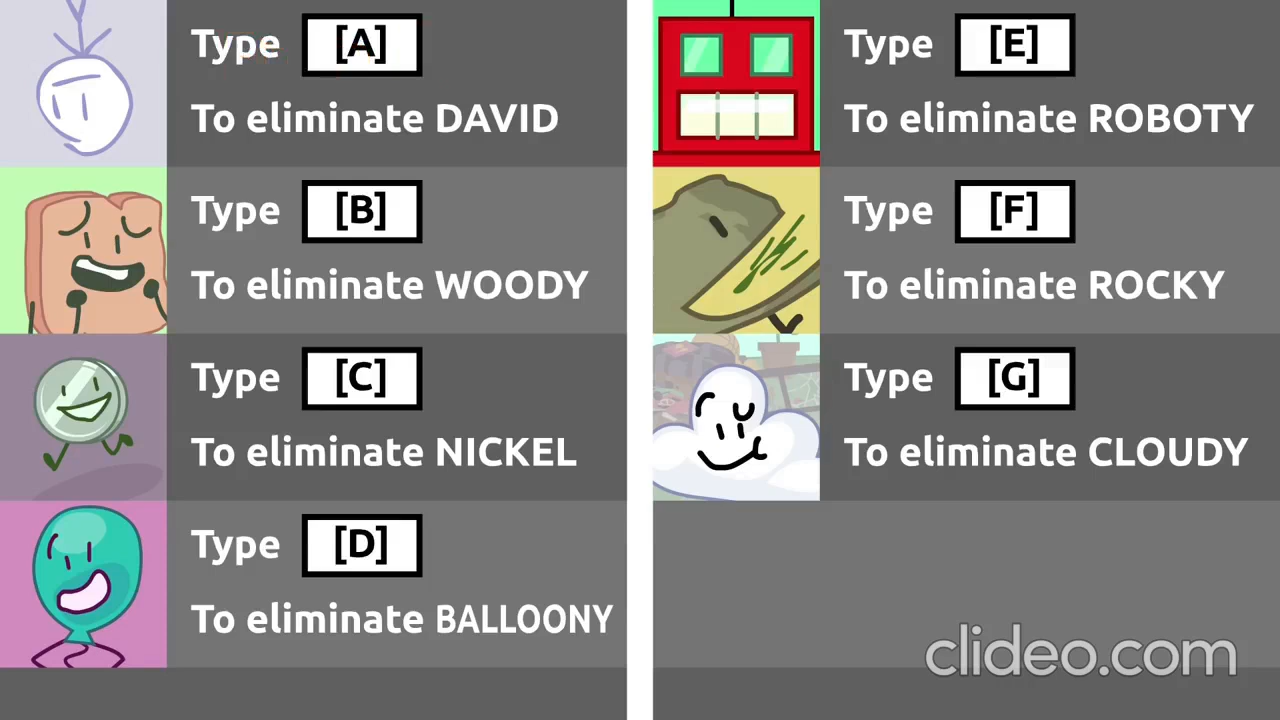 Type [A]
To eliminate DAVID
Type [B]
To eliminate WOODY
Type [C]
To eliminate NICKEL
Type [D]
To eliminate BALLOONY
Type [E]
To eliminate ROBOTY
Type [F]
To eliminate ROCKY
Type [G]
To eliminate CLOUDY
clideo.com